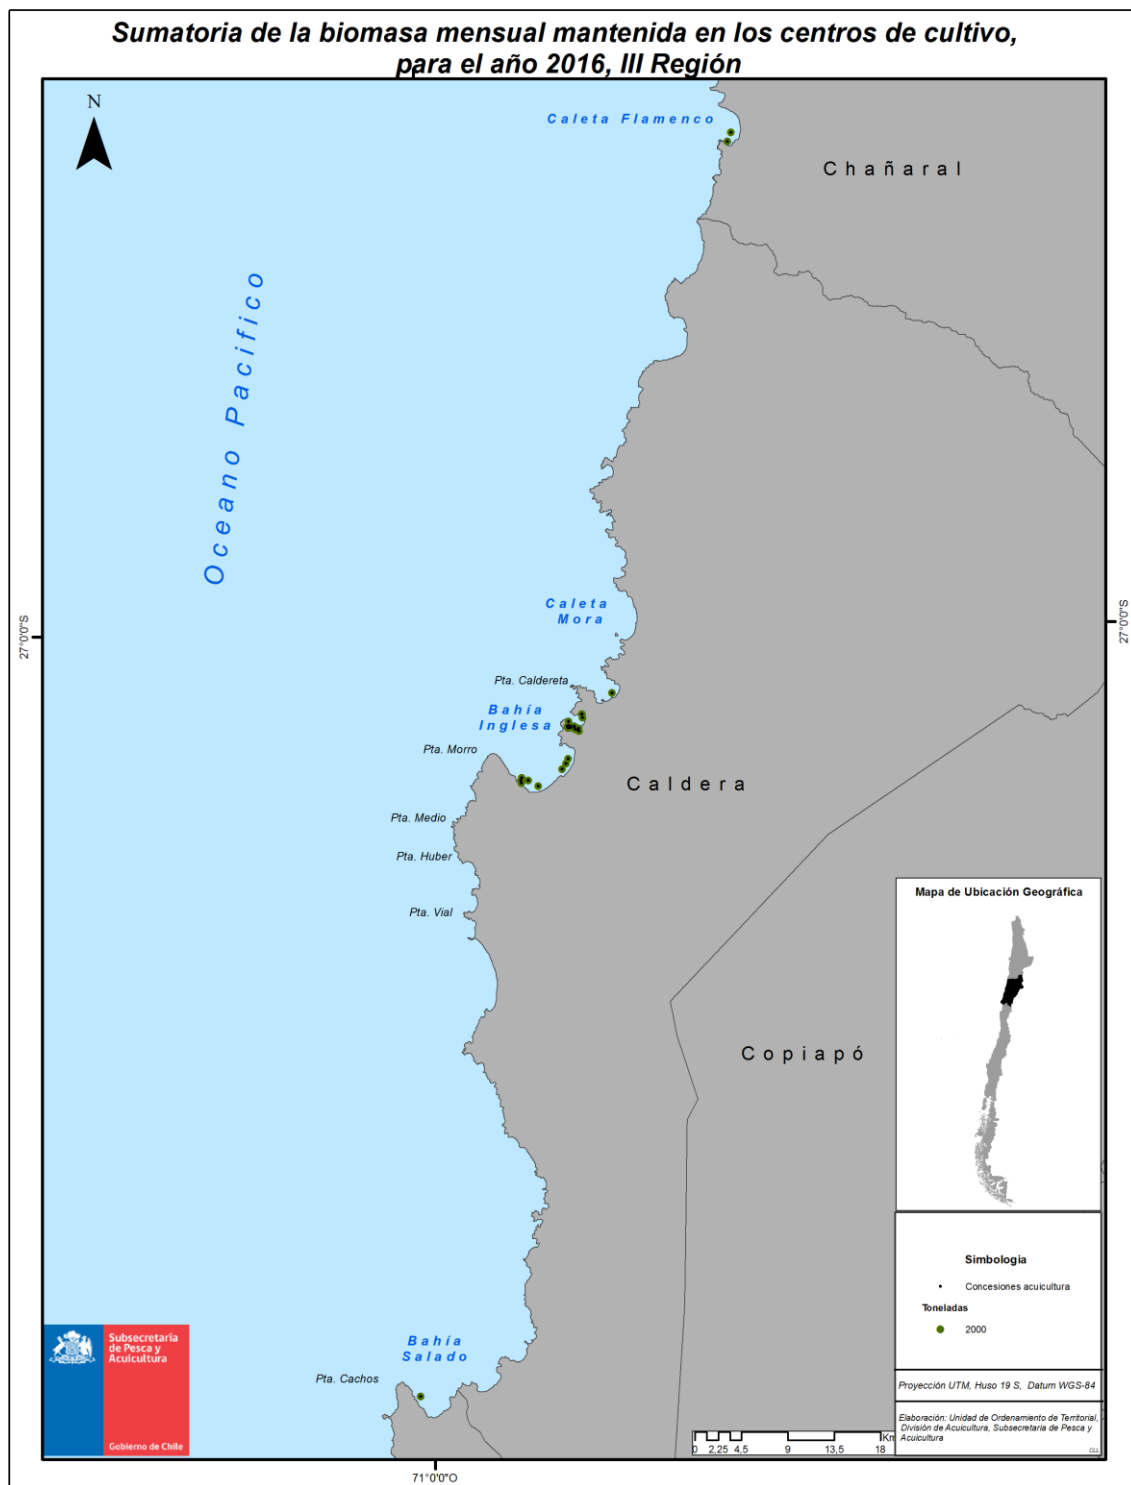 Sumatoria de la biomasa mensual mantenida en los centros de cultivo,
para el año 2016, III Región
N
Caleta Flamenco
Chañaral
Oceano Pacifico
Caleta
Mora
27°0'0"S
27°0'0"S
Pta. Caldereta
Bahía
Inglesa
Pta. Morro
Caldera
Pta. Medio
Pta. Huber
Pta. Vial
Copiapó
Mapa de Ubicación Geográfica
Simbologia
Concesiones acuicultura
Toneladas
2000
Bahía
Salado
Pta. Cachos
Subsecretaría
de Pesca y
Acuicultura
Gobierno de Chile
Proyección UTM, Huso 19 S, Datum WGS-84
Elaboración: Unidad de Ordenamiento de Territorial,
División de Acuicultura, Subsecretaria de Pesca y
Acuicultura
Km
0 2,25 4,5 9 13,5 18
71°0'0"O